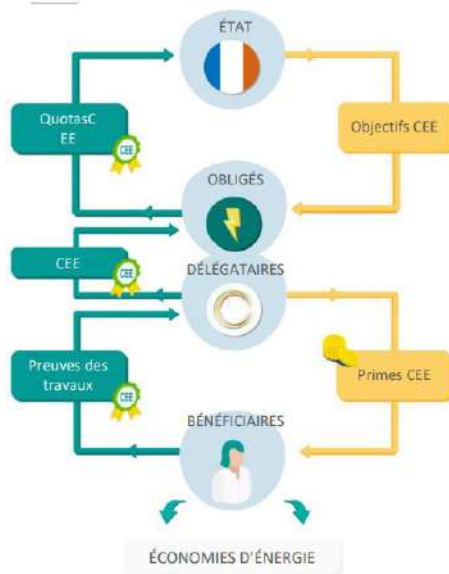 ÉTAT
QuotasC
EE
CEE
Objectifs CEE
OBLIGÉS
CEE
CEE
DÉLÉGATAIRES
Preuves des
travaux
CEE
Primes CEE
BÉNÉFICIAIRES
ÉCONOMIES D'ÉNERGIE